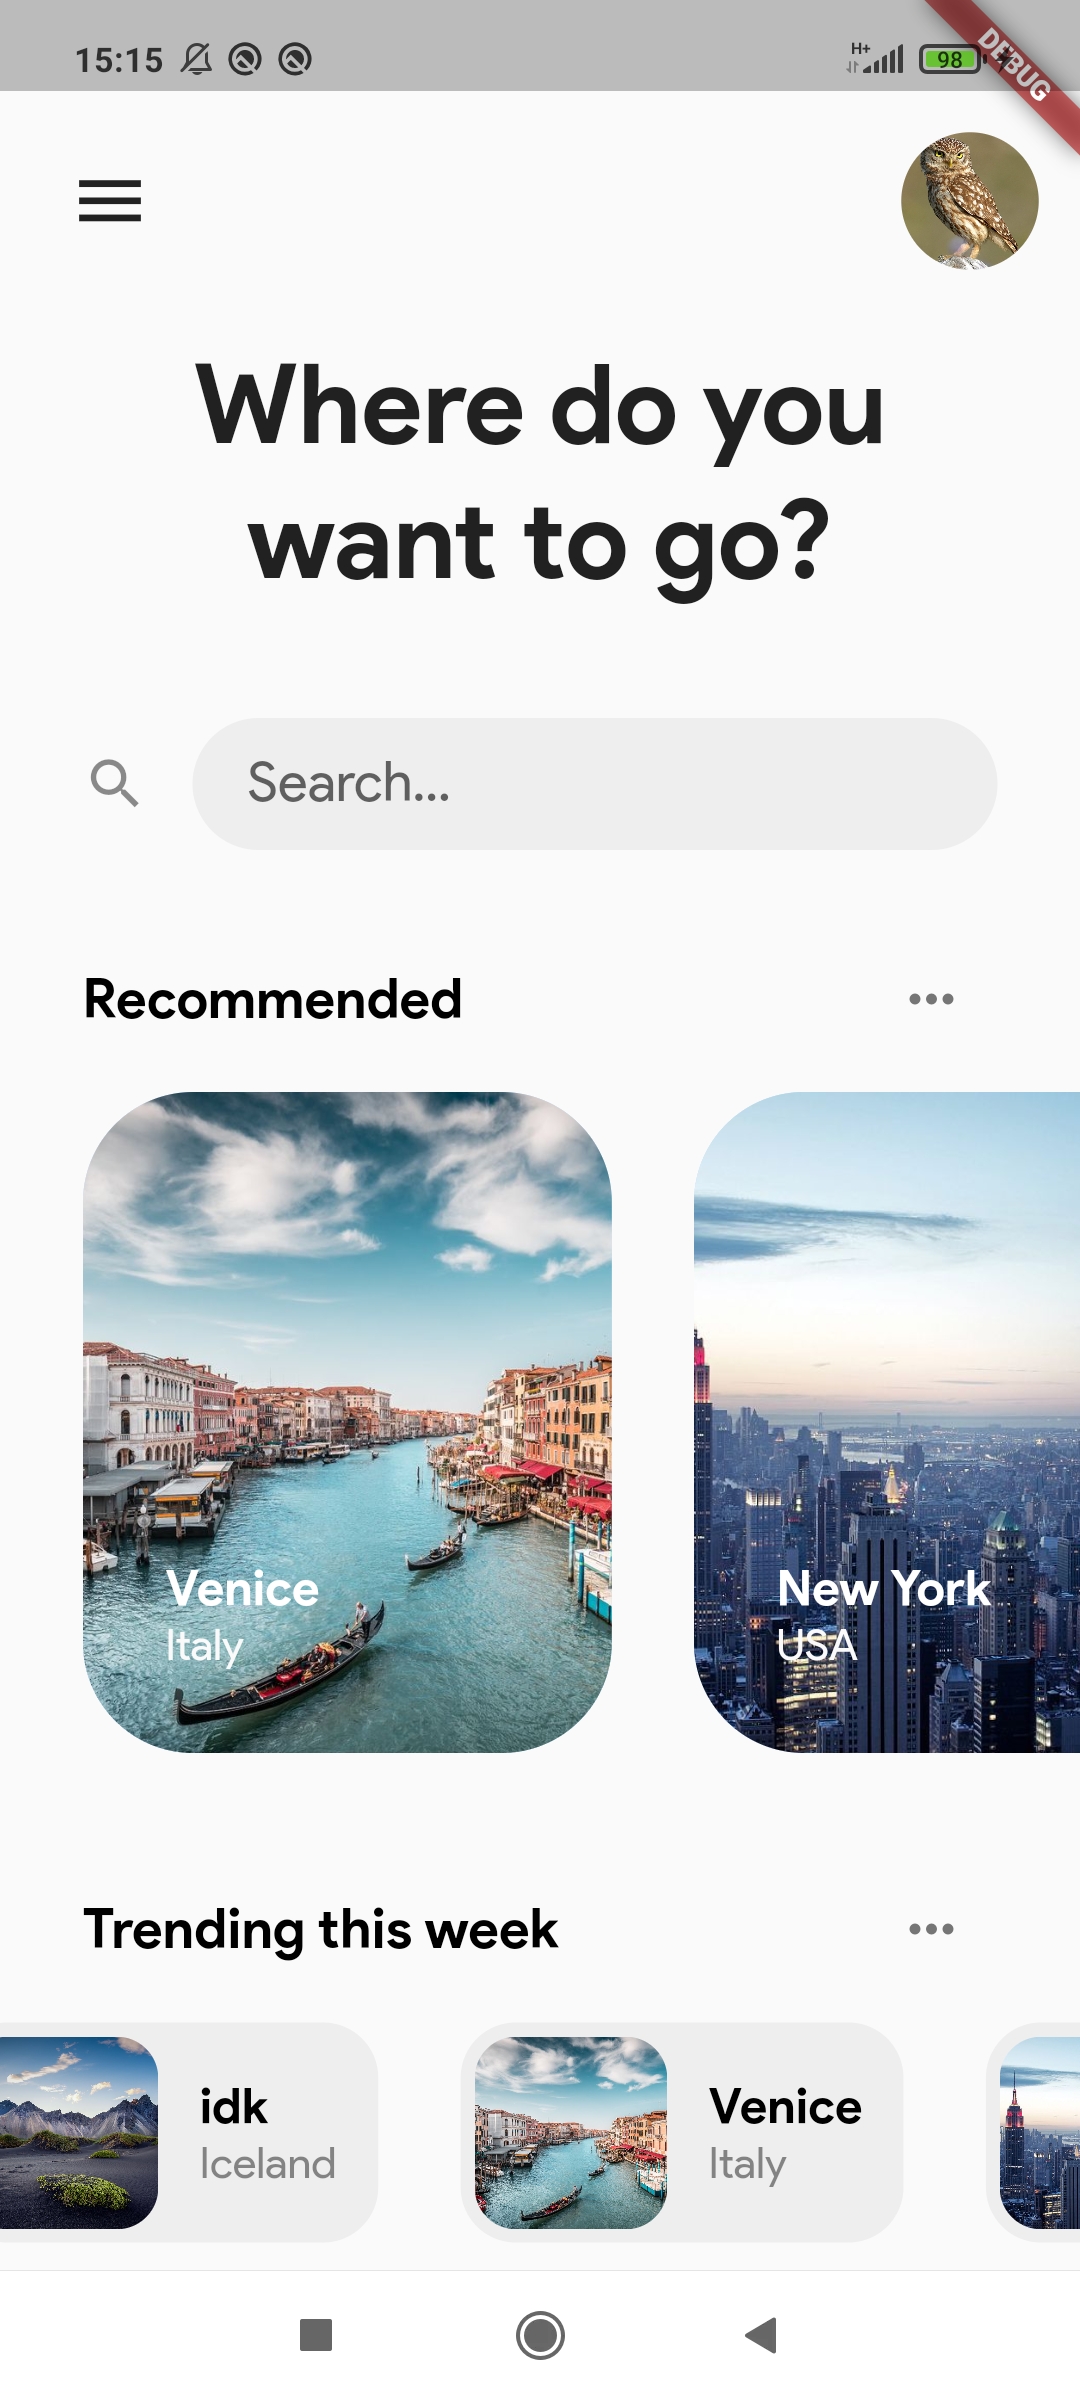 15:15
H+
98
DEBUG
Where do you
want to go?
Search...
Recommended
Venice
Italy
New York
USA
Trending this week
idk
Iceland
Venice
Italy